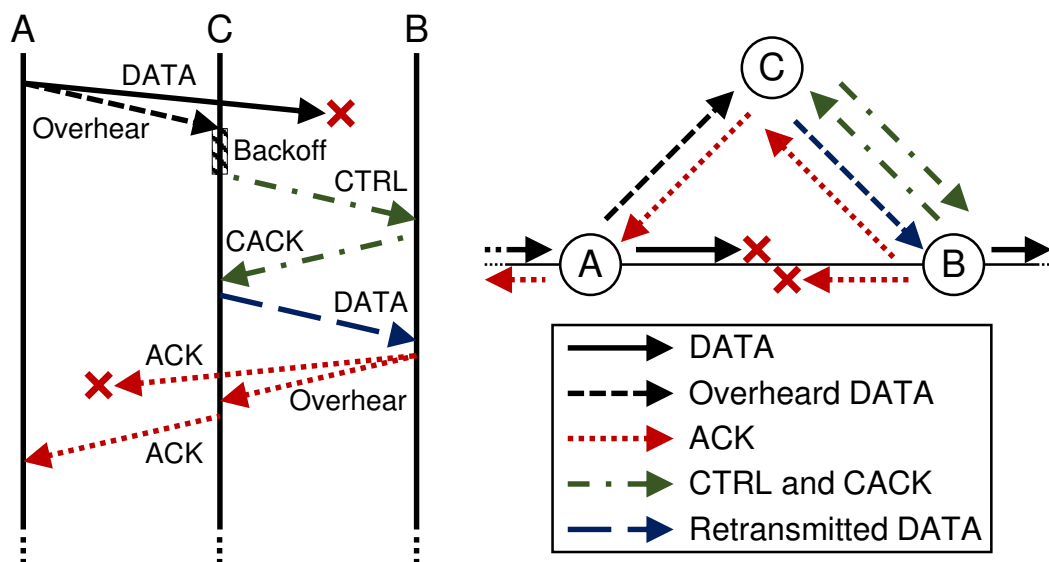 A
C
B
DATA
Overhear
Backoff
CTRL
CACK
DATA
ACK
Overhear
ACK
C
A
B
DATA
Overheard DATA
ACK
CTRL and CACK
Retransmitted DATA